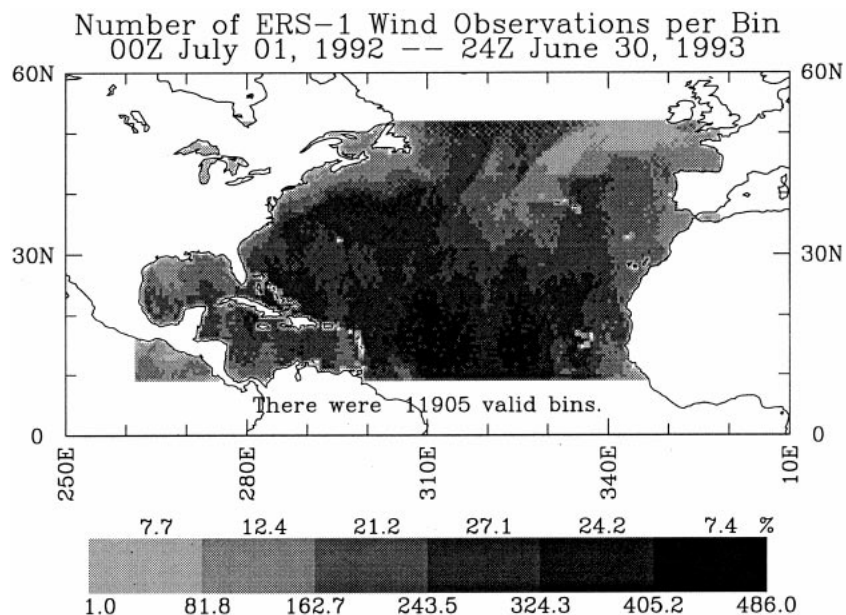 Number of ERS-1 Wind Observations per Bin
00Z July 01, 1992 -- 24Z June 30, 1993
60N 60N
30N 30N
There were 11905 valid bins.
0 0
250E 280E 310E 340E 10E
7.7 12.4 21.2 27.1 24.2 7.4 %
1.0 81.8 162.7 243.5 324.3 405.2 486.0